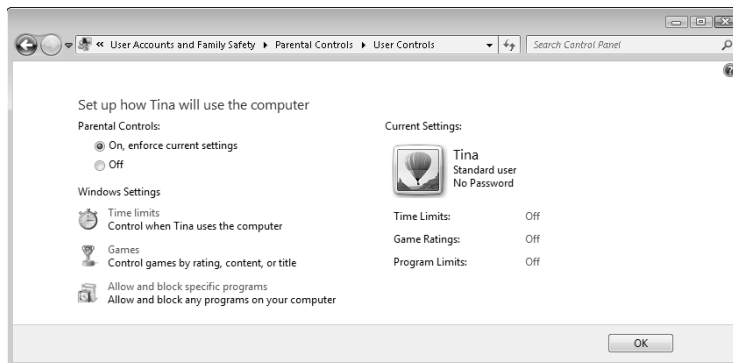 « User Accounts and Family Safety ▸ Parental Controls ▸ User Controls
Search Control Panel
Set up how Tina will use the computer
Parental Controls:
On, enforce current settings
Off
Windows Settings
Time limits
Control when Tina uses the computer
Games
Control games by rating, content, or title
Allow and block specific programs
Allow and block any programs on your computer
Current Settings:
Tina
Standard user
No Password
Time Limits: Off
Game Ratings: Off
Program Limits: Off
OK